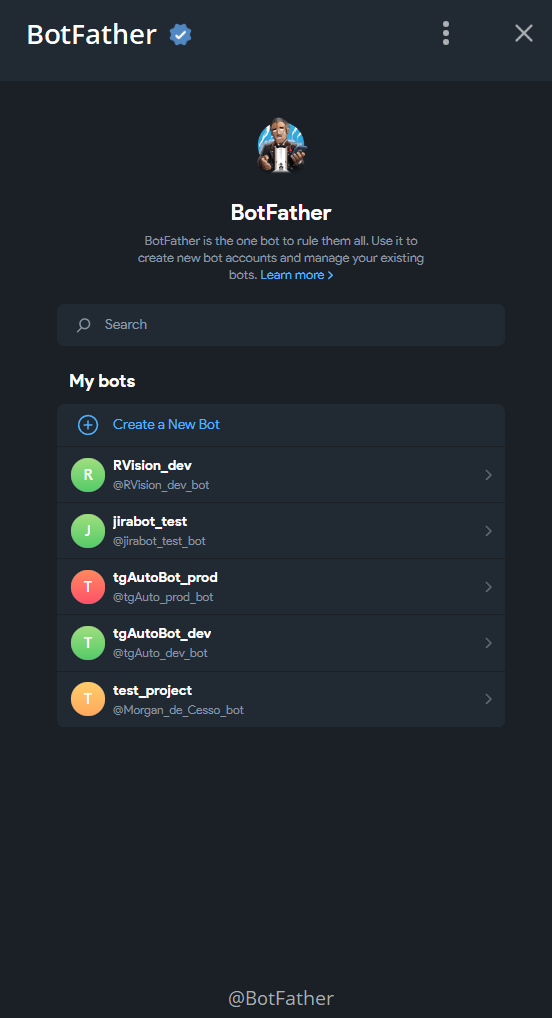 BotFather
BotFather
BotFather is the one bot to rule them all. Use it to
create new bot accounts and manage your existing
bots. Learn more >
Search
My bots
Create a New Bot
R
RVision_dev
@RVision_dev_bot
J
jirabot_test
@jirabot_test_bot
T
tgAutoBot_prod
@tgAuto_prod_bot
T
tgAutoBot_dev
@tgAuto_dev_bot
T
test_project
@Morgan_de_Cesso_bot
@BotFather